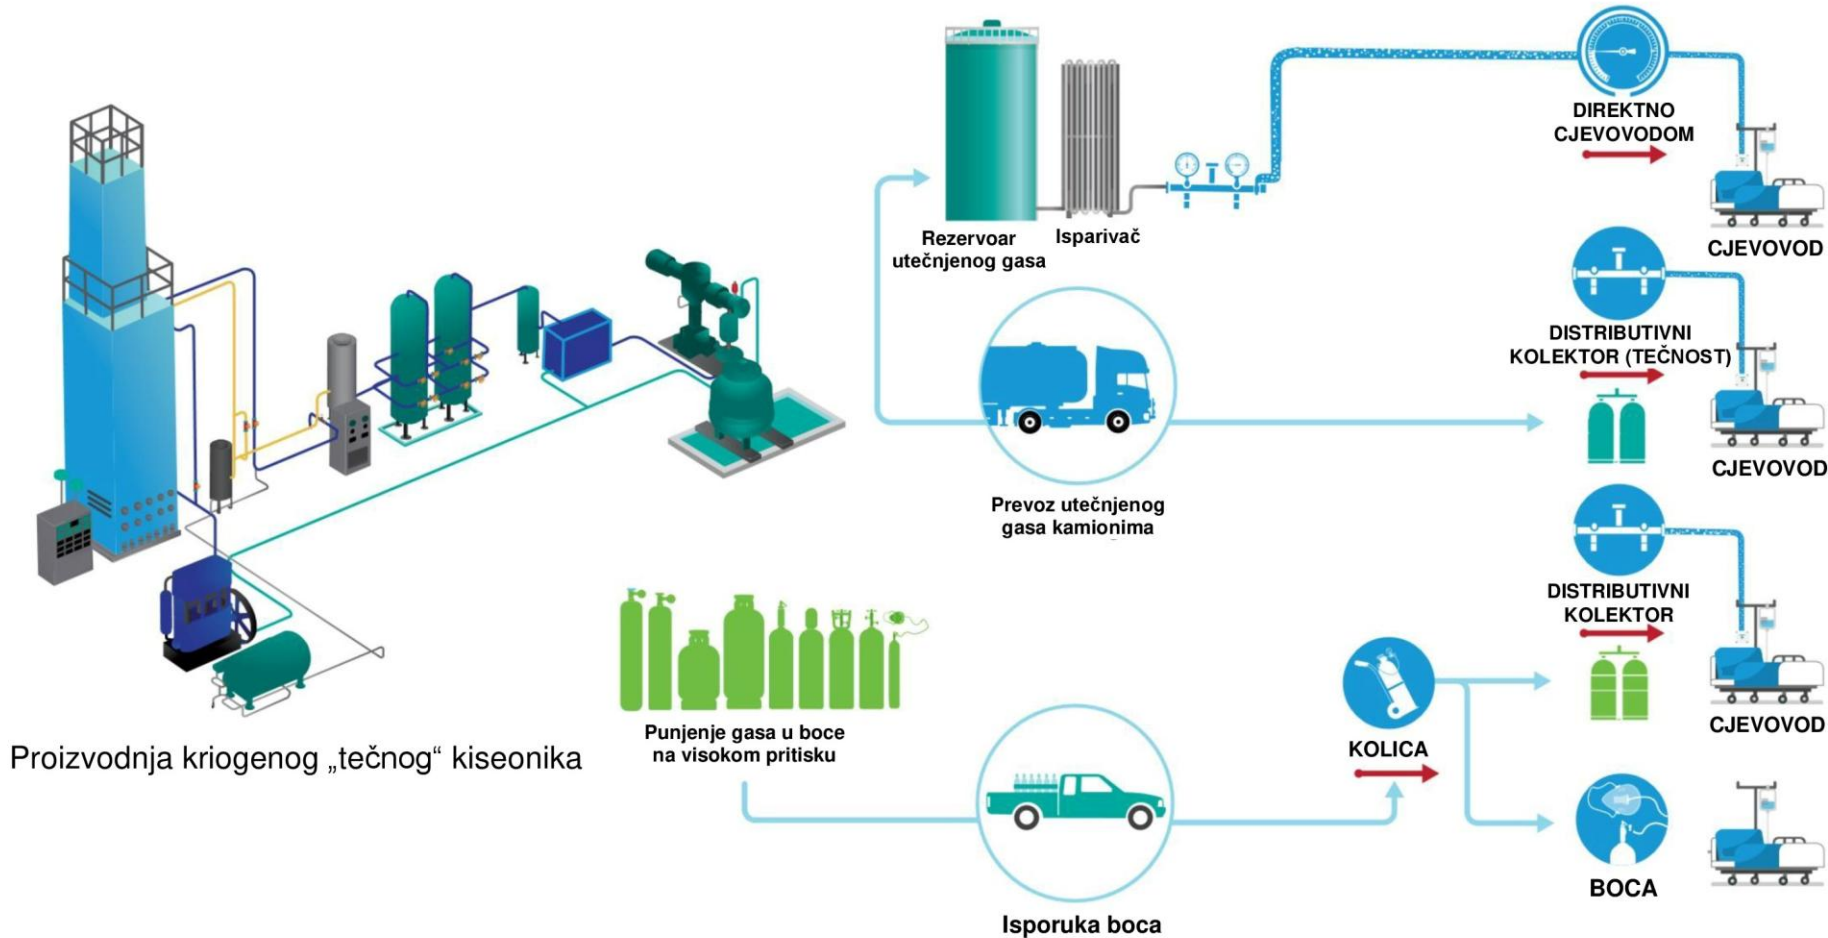 DIREKTNO
CJEVOVODOM
CJEVOVOD
Rezervoar
utečnjenog gasa
Isparivač
DISTRIBUTIVNI
KOLEKTOR (TEČNOST)
CJEVOVOD
Prevoz utečnjenog
gasa kamionima
DISTRIBUTIVNI
KOLEKTOR
CJEVOVOD
Proizvodnja kriogenog „tečnog“ kiseonika
Punjenje gasa u boce
na visokom pritisku
KOLICA
BOCA
Isporuka boca